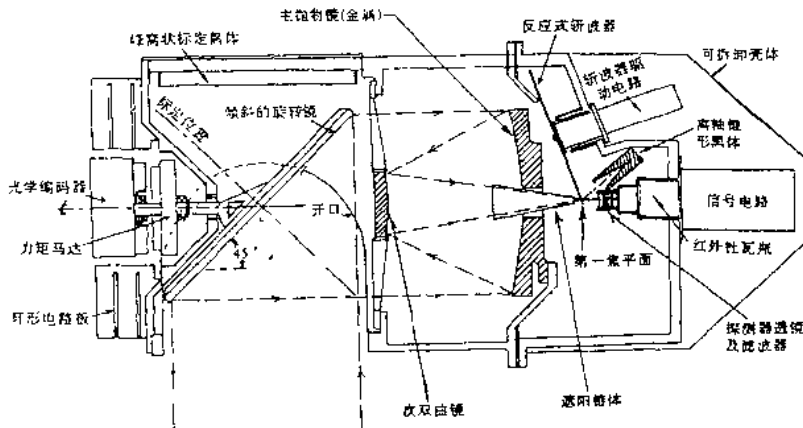 主抛物镜(金属)
反应式斩波器
蜂窝状标定黑体
可拆卸壳体
斩波器驱
动电路
标定位置
倾斜的旋转镜
离轴锥
形黑体
光学编码器
开口
信号电路
力矩马达
45°
第一焦平面
红外杜瓦瓶
环形电路板
探测器透镜
及滤波器
次双曲镜
遮阳锥体